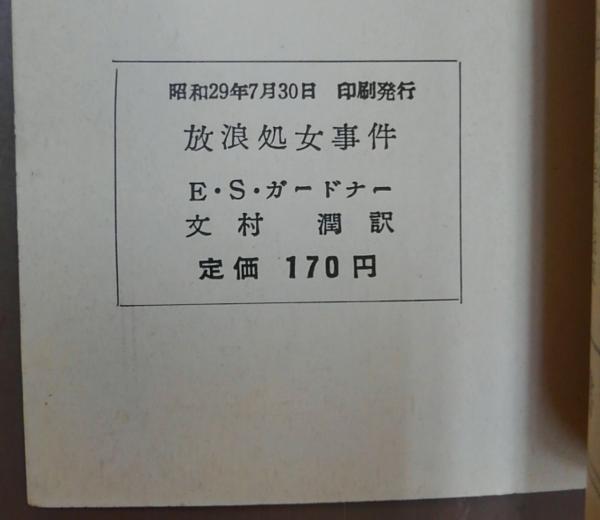 昭和29年7月30日　印刷発行
放浪処女事件
E・S・ガードナー
文村　潤訳
定価 170円